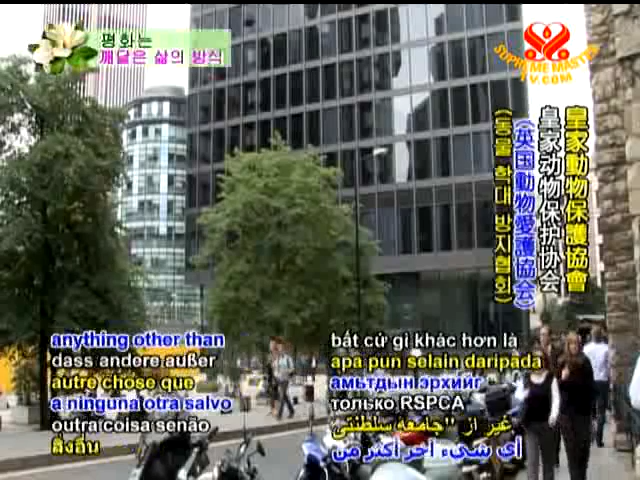 평화는
깨달은 삶의 방식
SUPREME MASTER
TV.COM
皇家動物保護協會
皇家动物保护协会
(英国動物愛護協会)
(동물 학대 방지협회)
anything other than
dass andere außer
autre chose que
a ninguna otra salvo
outra coisa senão
สิ่งอื่น
bất cứ gì khác hơn là
apa pun selain daripada
амьтдын эрхийг
только RSPCA
غير از "جامعه سلطنتی
أي شيء آخر أكثر من